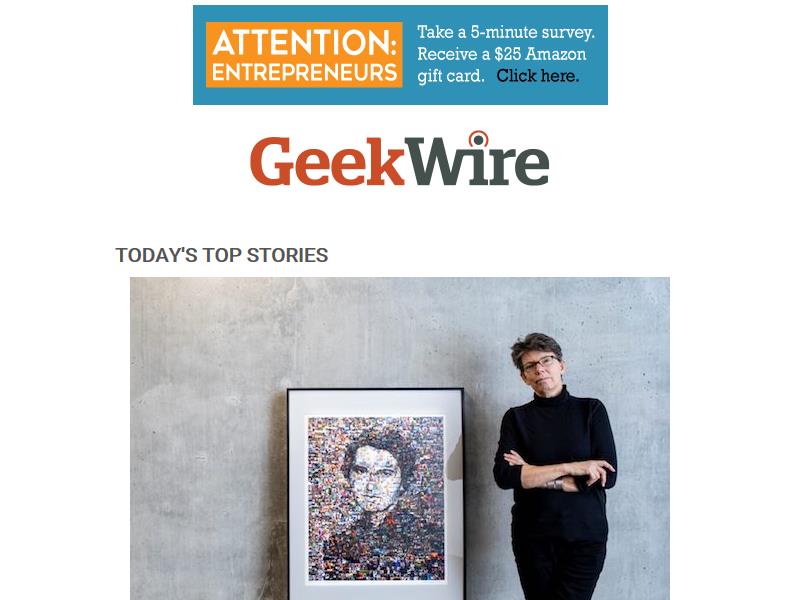 ATTENTION:
ENTREPRENEURS
Take a 5-minute survey.
Receive a $25 Amazon
gift card. Click here.
GeekWire
TODAY'S TOP STORIES